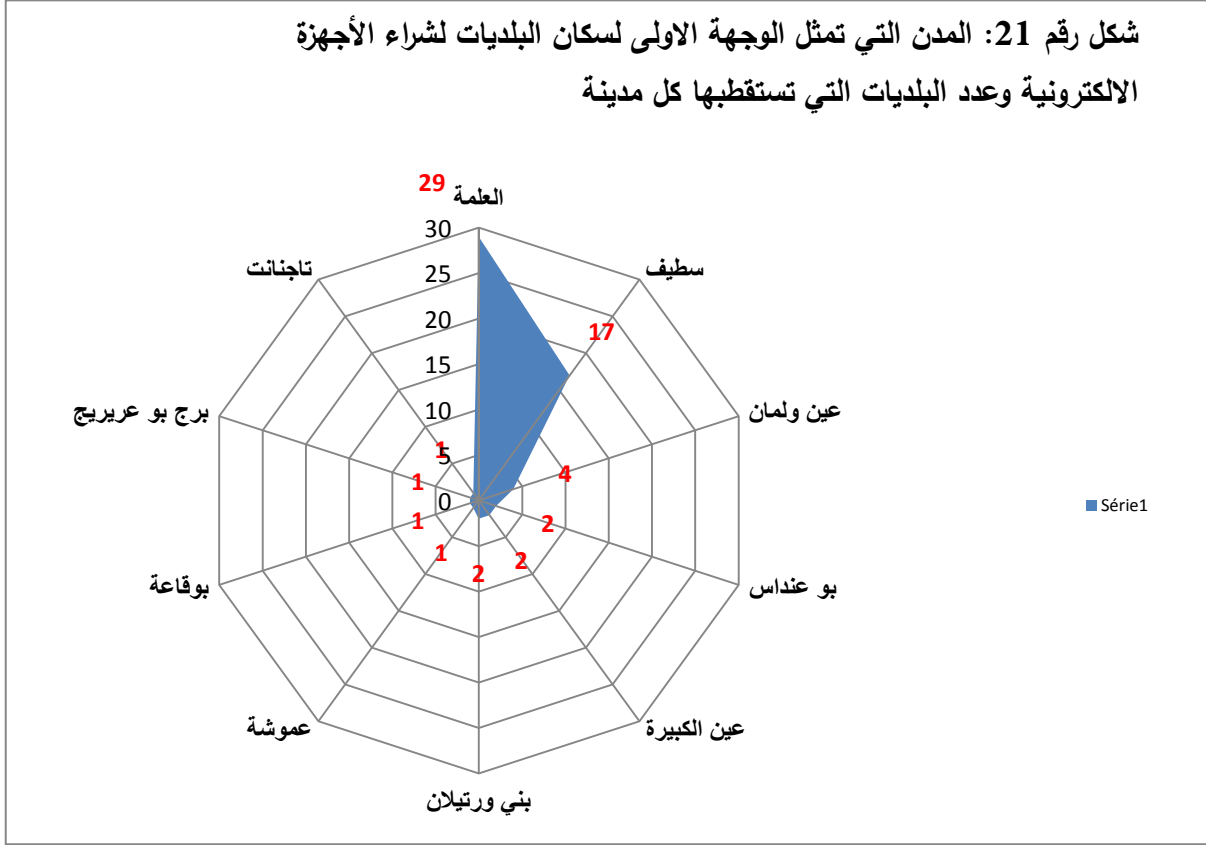 شكل رقم 21: المدن التي تمثل الوجهة الاولى لسكان البلديات لشراء الأجهزة
الالكترونية وعدد البلديات التي تستقطبها كل مدينة
29
العلمة
30
تاجنانت
سطيف
25
20
17
15
برج بو عريريج
عين ولمان
10
1
5
1
4
0
1
2
1
2
2
Série1
بوقاعة
بو عنداس
عموشة
عين الكبيرة
بني ورتيلان